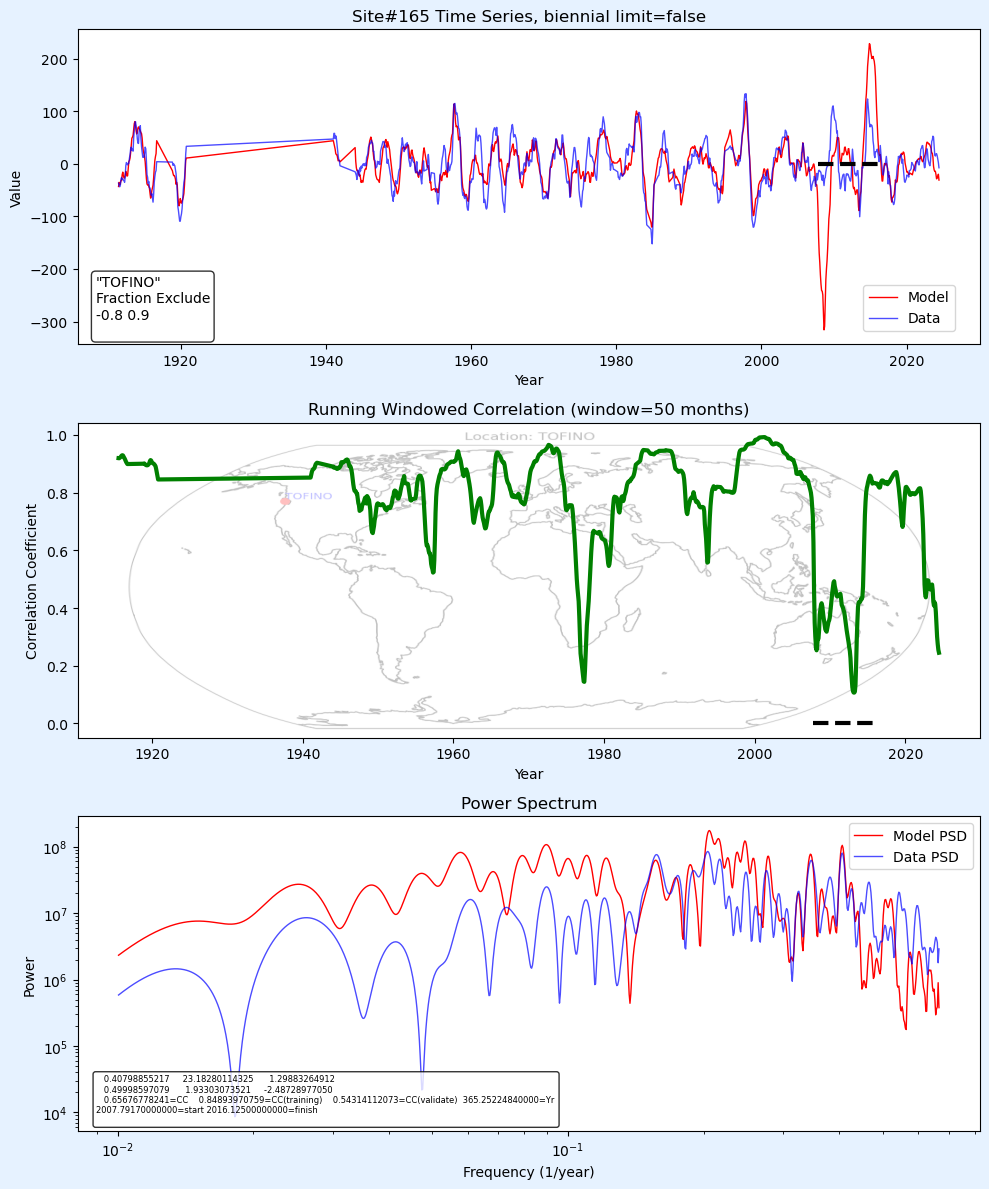 Site#165 Time Series, biennial limit=false
Value
200
100
0
−100
−200
−300
"TOFINO"
Fraction Exclude
-0.8 0.9
Model
Data
1920
1940
1960
1980
2000
2020
Year
Running Windowed Correlation (window=50 months)
Location: TOFINO
TOFINO
Correlation Coefficient
1.0
0.8
0.6
0.4
0.2
0.0
1920
1940
1960
1980
2000
2020
Year
Power Spectrum
Model PSD
Data PSD
Power
10^8
10^7
10^6
10^5
10^4
0.40798855217 23.18280114325 1.29883264912
0.49998597079 1.93303073521 -2.48728977050
0.65676778241=CC 0.84893970759=CC(training) 0.54314112073=CC(validate) 365.25224840000=Yr
2007.79170000000=start 2016.12500000000=finish
10^−2
10^−1
Frequency (1/year)